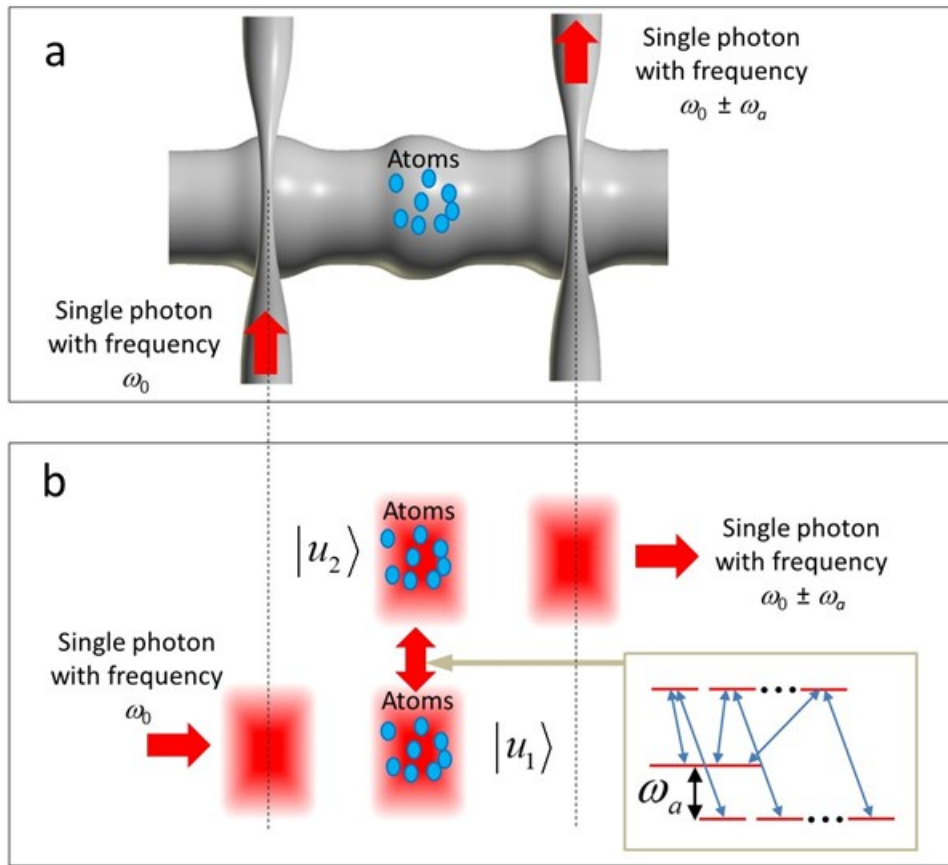 a
Single photon
with frequency
ω₀ ± ωₐ
Atoms
Single photon
with frequency
ω₀
b
Atoms
|u₂⟩
Single photon
with frequency
ω₀ ± ωₐ
Single photon
with frequency
ω₀
Atoms
|u₁⟩
•••
ωₐ
•••